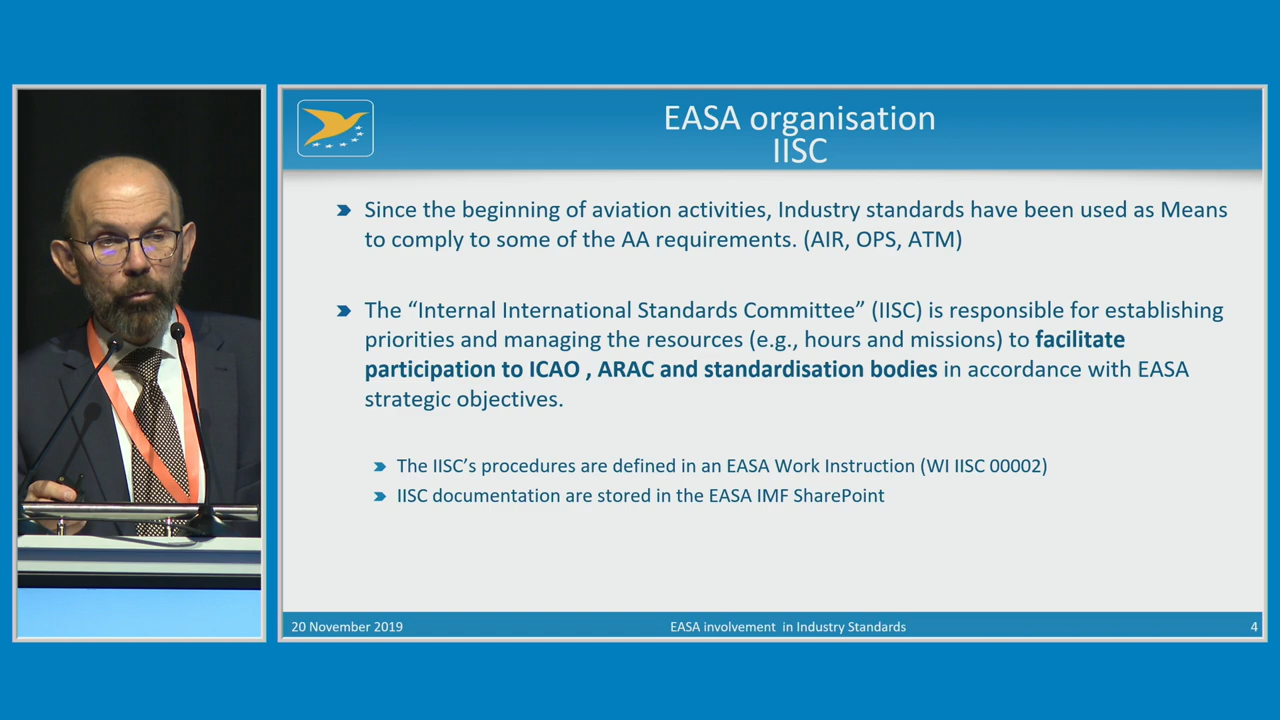 EASA organisation
IISC
Since the beginning of aviation activities, Industry standards have been used as Means
to comply to some of the AA requirements. (AIR, OPS, ATM)
The “Internal International Standards Committee” (IISC) is responsible for establishing
priorities and managing the resources (e.g., hours and missions) to facilitate
participation to ICAO , ARAC and standardisation bodies in accordance with EASA
strategic objectives.
The IISC’s procedures are defined in an EASA Work Instruction (WI IISC 00002)
IISC documentation are stored in the EASA IMF SharePoint
20 November 2019
EASA involvement in Industry Standards
4